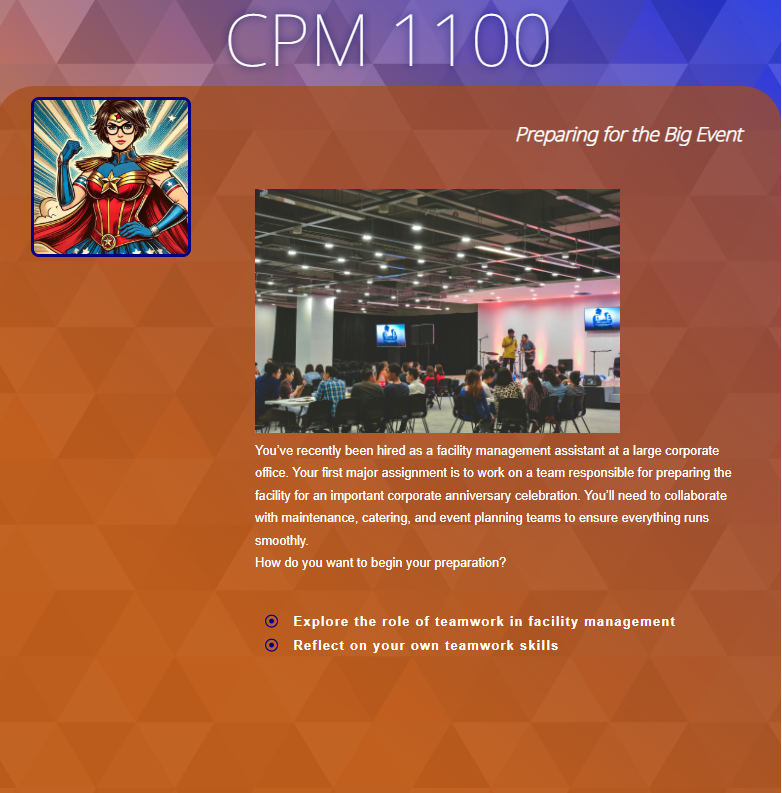 CPM 1100
Preparing for the Big Event
You've recently been hired as a facility management assistant at a large corporate
office. Your first major assignment is to work on a team responsible for preparing the
facility for an important corporate anniversary celebration. You'll need to collaborate
with maintenance, catering, and event planning teams to ensure everything runs
smoothly.
How do you want to begin your preparation?
Explore the role of teamwork in facility management
Reflect on your own teamwork skills